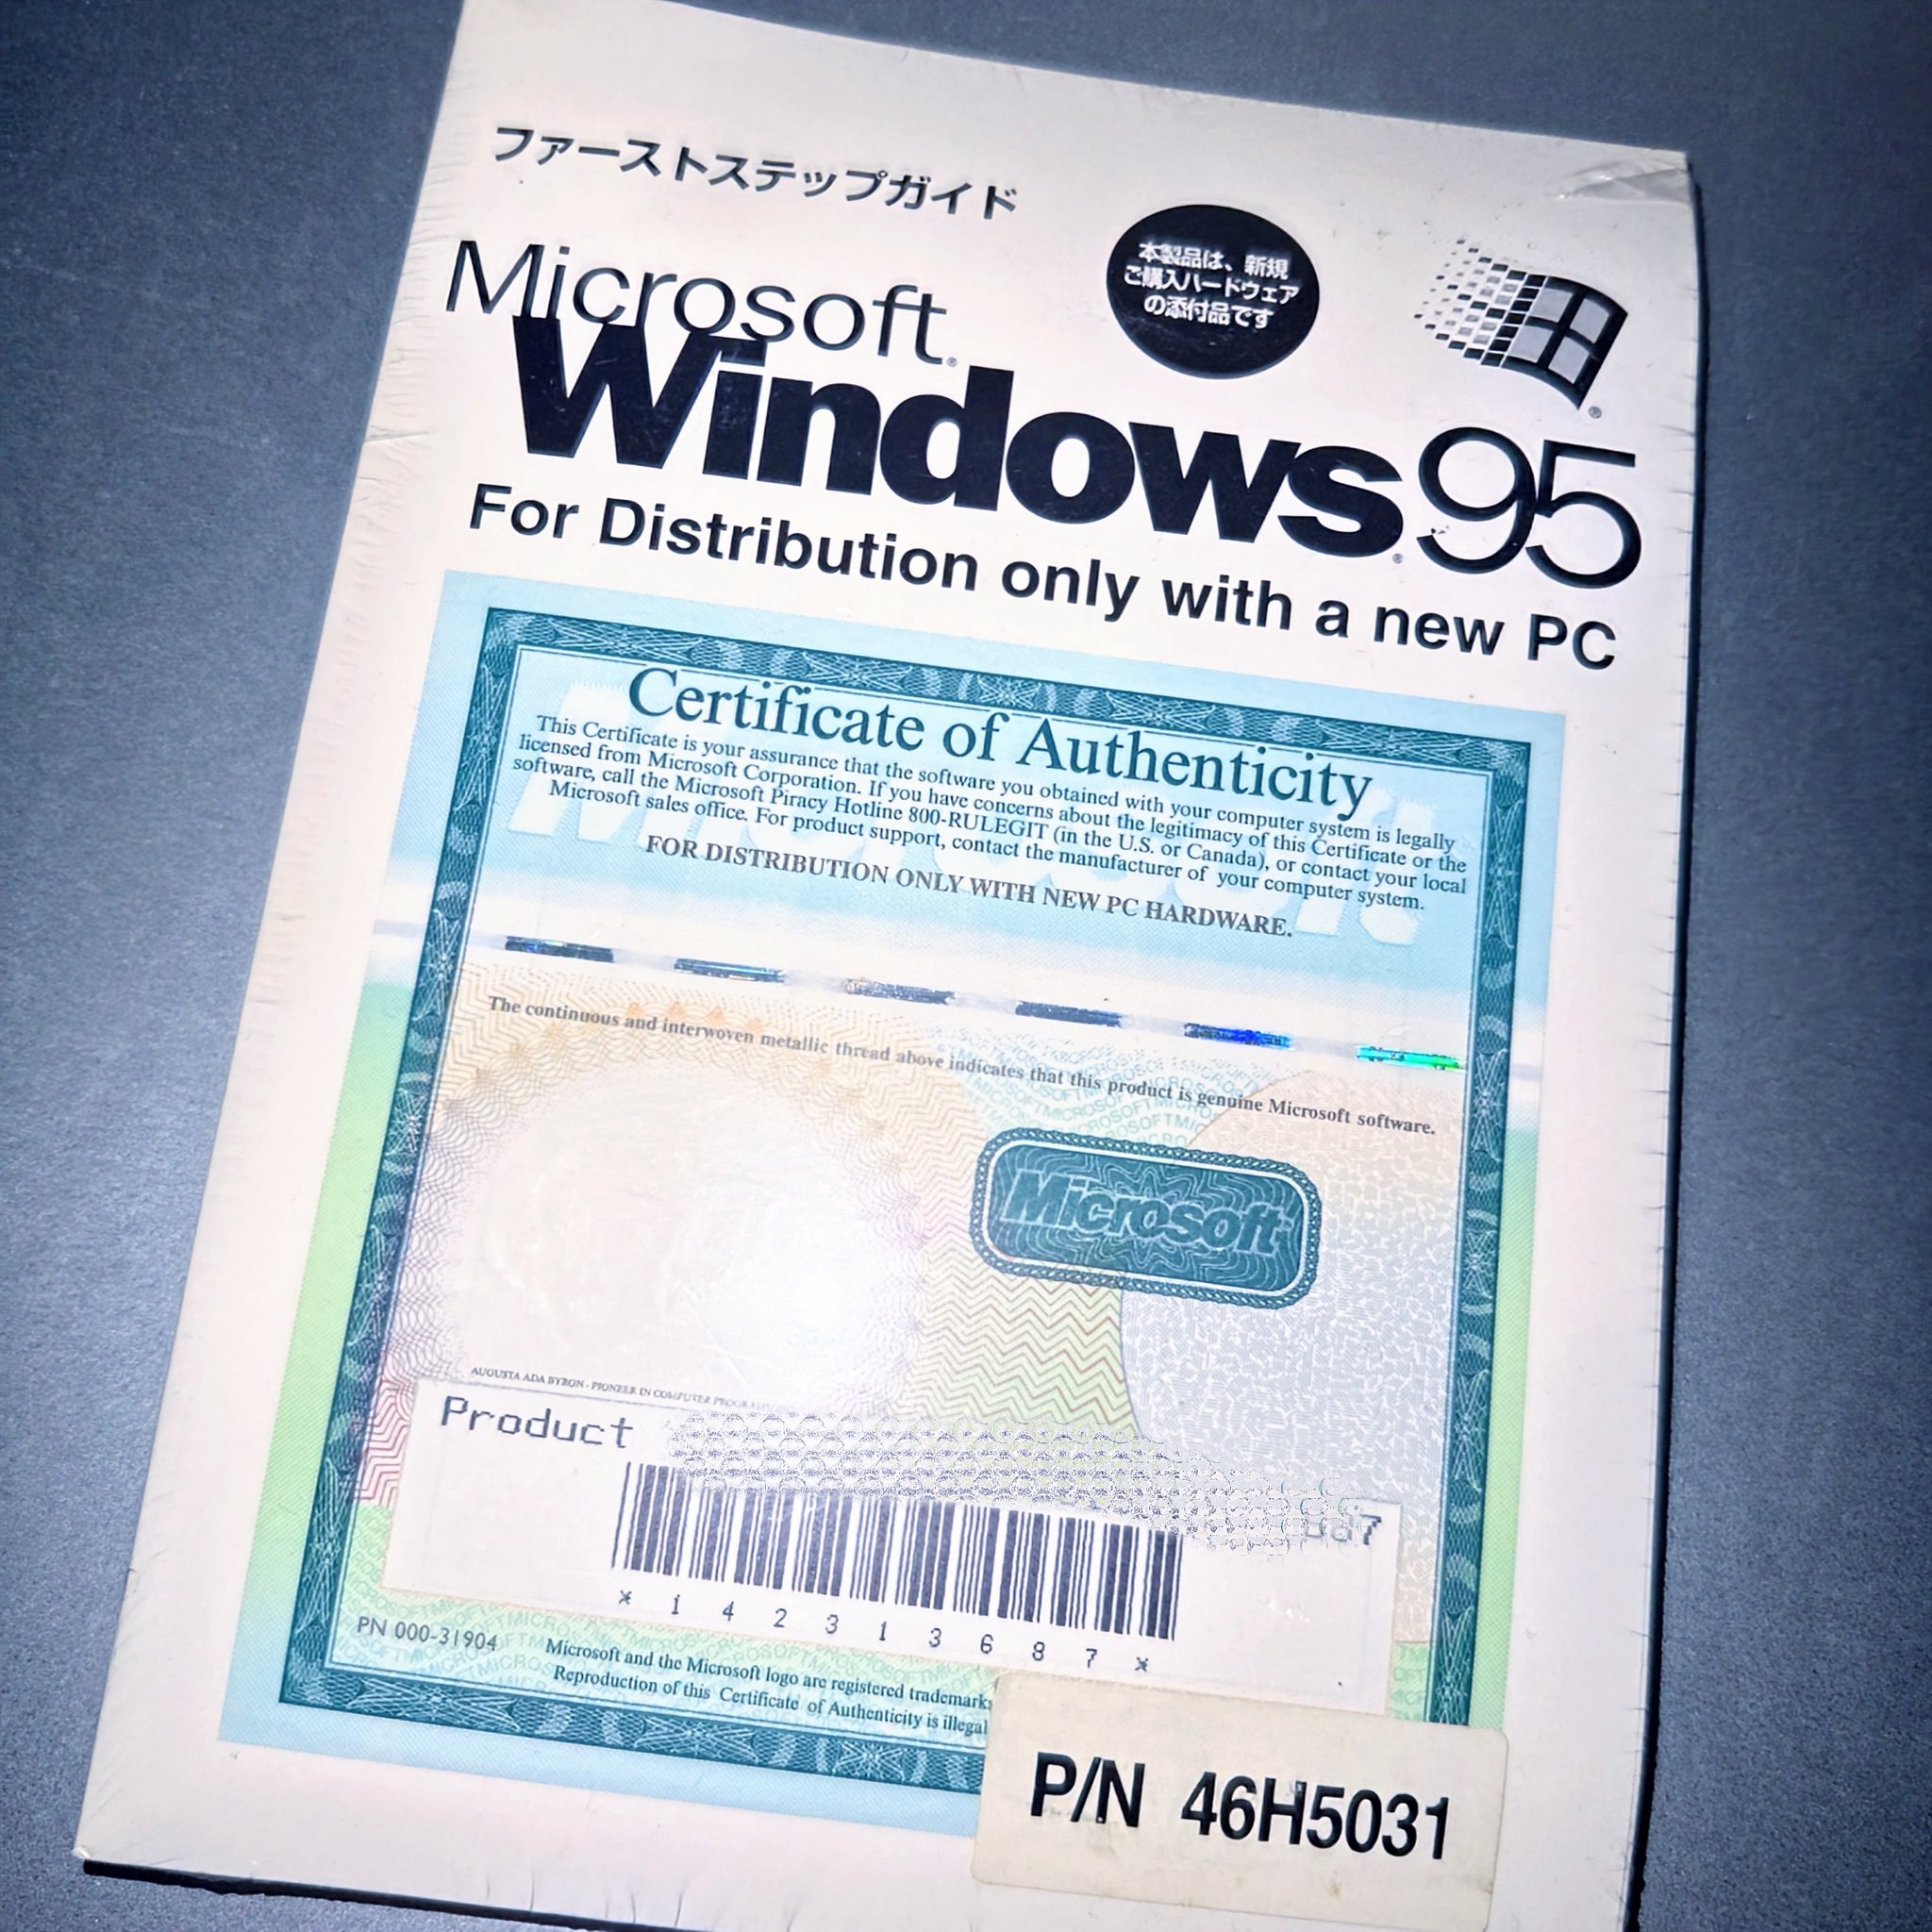 ファーストステップガイド
本製品は、新規
ご購入ハードウェア
の添付品です
Microsoft®
Windows®95
For Distribution only with a new PC
Certificate of Authenticity
This Certificate is your assurance that the software you obtained with your computer system is legally
licensed from Microsoft Corporation. If you have concerns about the legitimacy of this Certificate or the
software, call the Microsoft Piracy Hotline 800-RULEGIT (in the U.S. or Canada), or contact your local
Microsoft sales office. For product support, contact the manufacturer of your computer system.
FOR DISTRIBUTION ONLY WITH NEW PC HARDWARE.
The continuous and interwoven metallic thread above indicates that this product is genuine Microsoft software.
Microsoft
AUGUSTA ADA BYRON - PIONEER IN COMPUTER
Product
* 1 4 2 3 1 3 6 8 7 *
PN 000-31904
Microsoft and the Microsoft logo are registered trademarks
Reproduction of this Certificate of Authenticity is illegal
P/N 46H5031